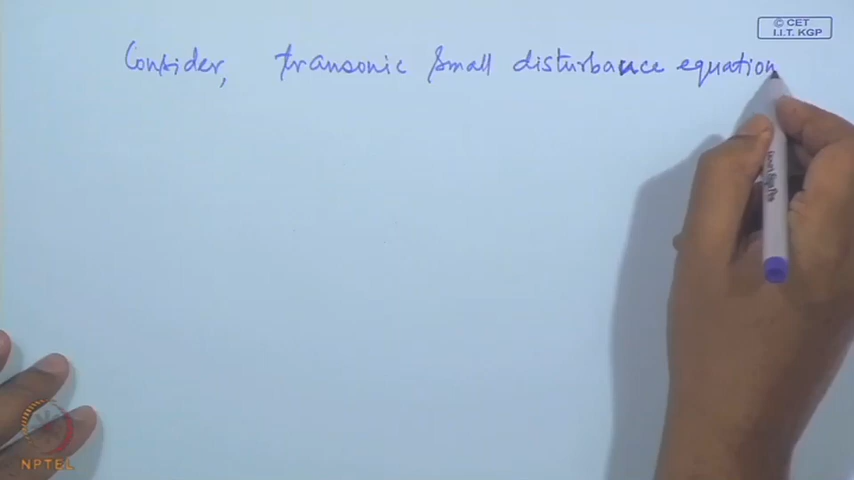 © CET
I.I.T. KGP
Consider, transonic small disturbance equation
NPTEL